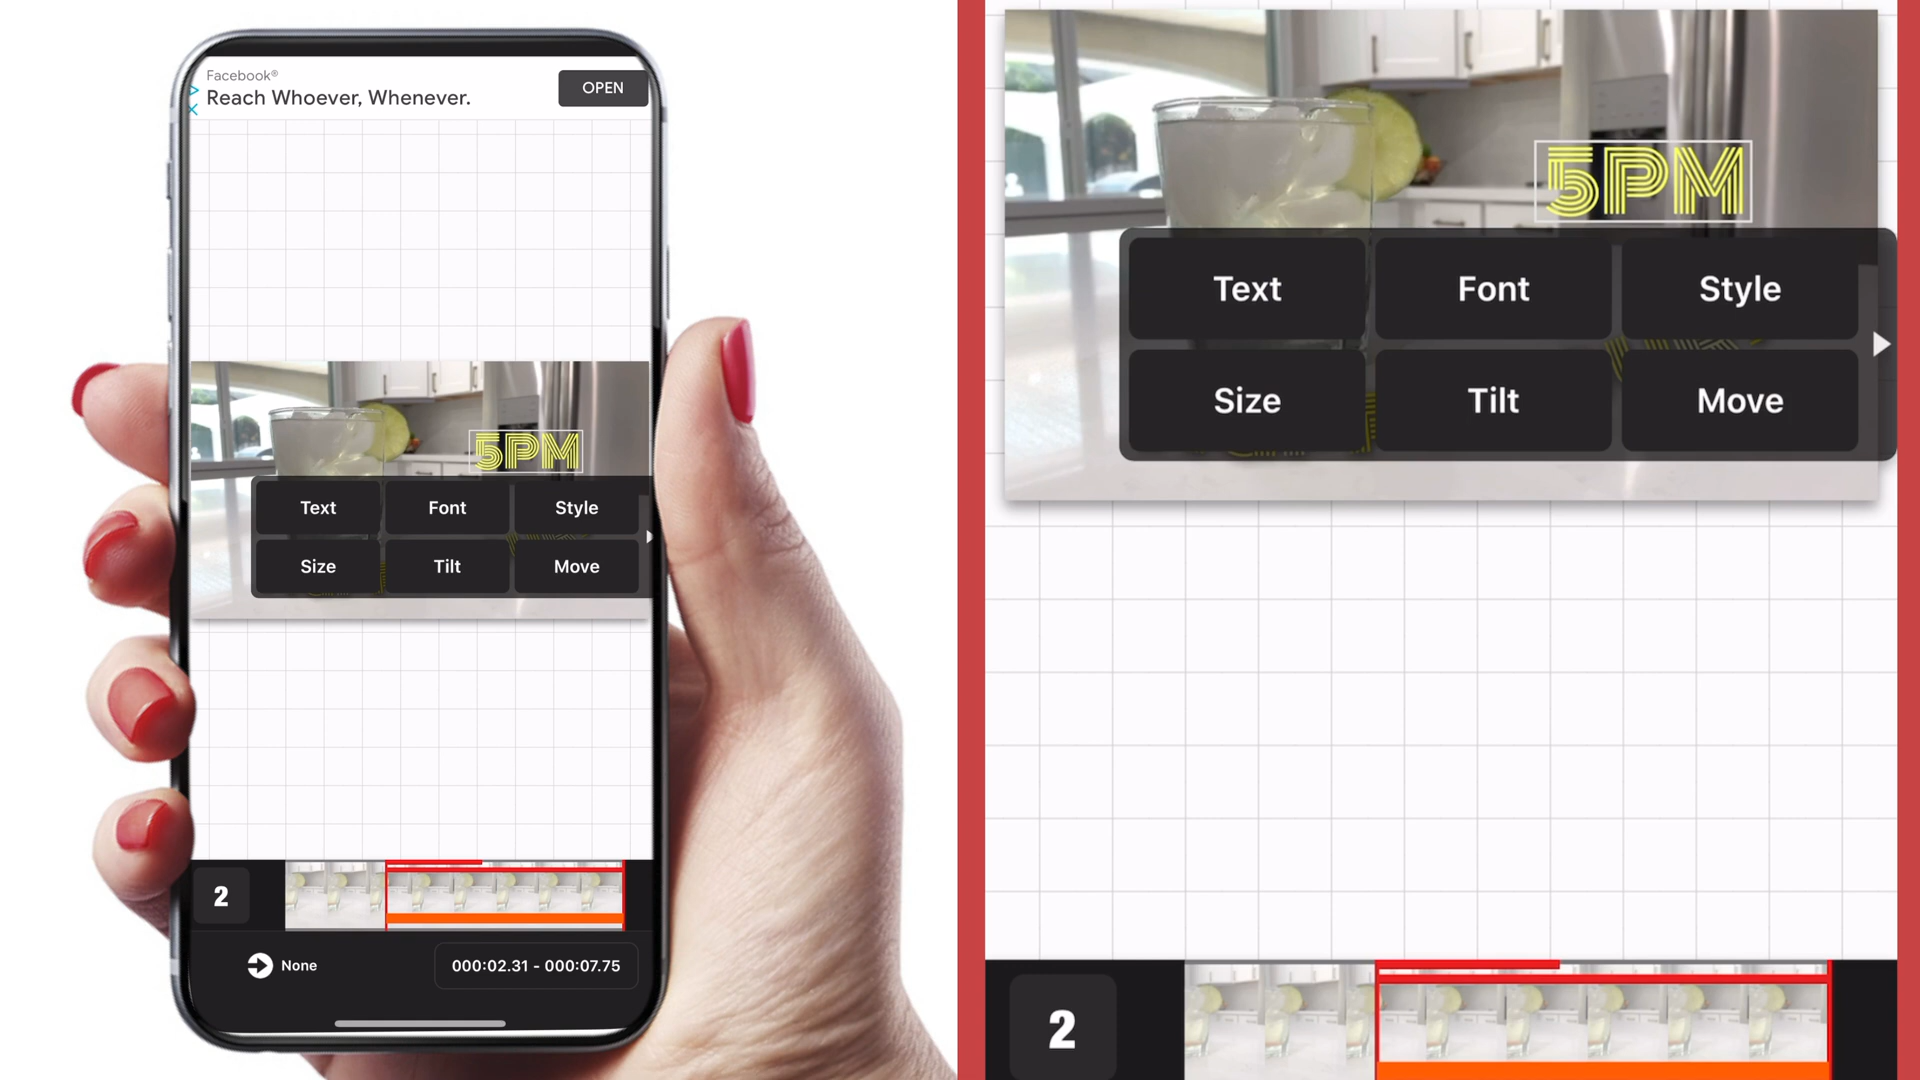 Facebook®
Reach Whoever, Whenever.
OPEN
5PM
Text Font Style
Size Tilt Move
2
None
000:02.31 - 000:07.75
5PM
Text Font Style
Size Tilt Move
2